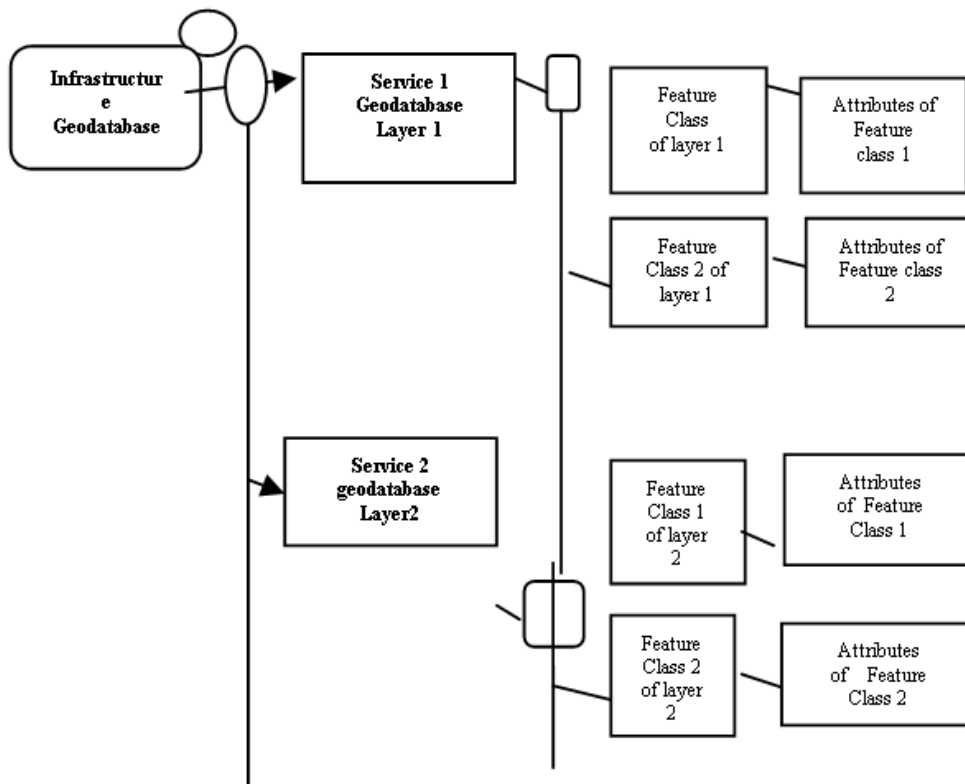 Infrastructur
e
Geodatabase
Service 1
Geodatabase
Layer 1
Feature
Class
of layer 1
Attributes of
Feature
class 1
Feature
Class 2 of
layer 1
Attributes of
Feature class
2
Service 2
geodatabase
Layer2
Feature
Class 1
of layer
2
Attributes
of Feature
Class 1
Feature
Class 2
of layer
2
Attributes
of Feature
Class 2